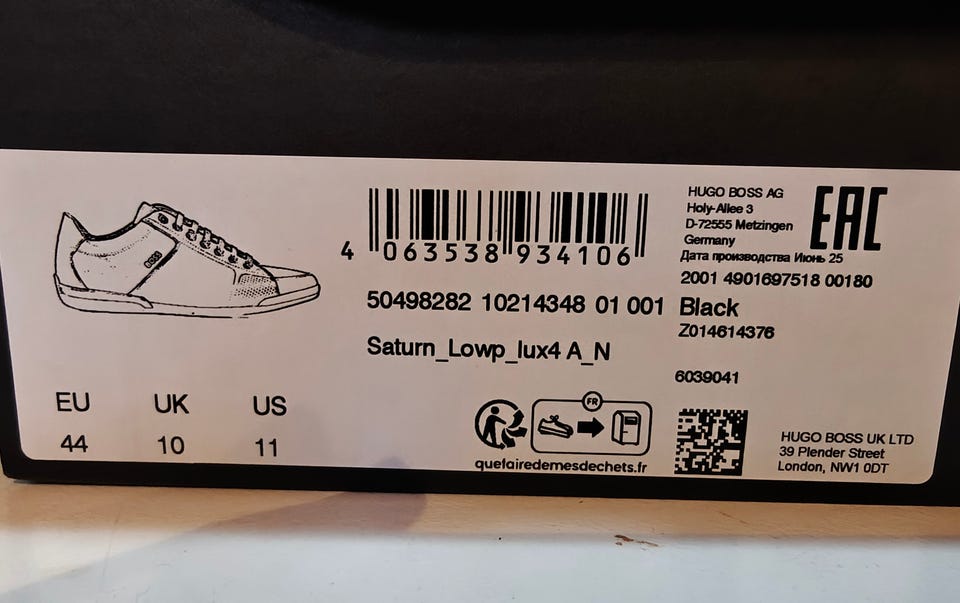 4 063538 934106
50498282 10214348 01 001
Saturn_Lowp_lux4 A_N
HUGO BOSS AG
Holy-Allee 3
D-72555 Metzingen
Germany
EAC
Дата производства Июнь 25
2001 4901697518 00180
Black
Z014614376
6039041
EU UK US
44 10 11
FR
quefairedemesdechets.fr
HUGO BOSS UK LTD
39 Plender Street
London, NW1 0DT